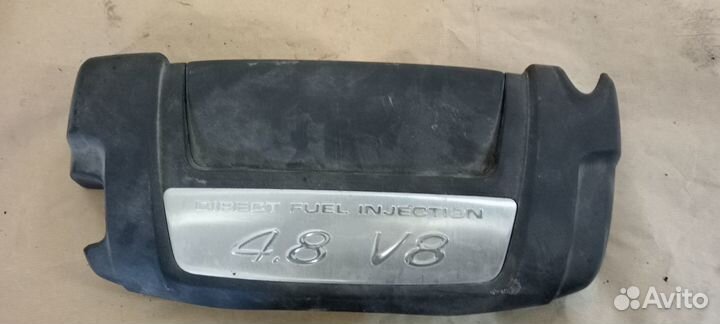 DIRECT FUEL INJECTION
4.8 V8
Avito